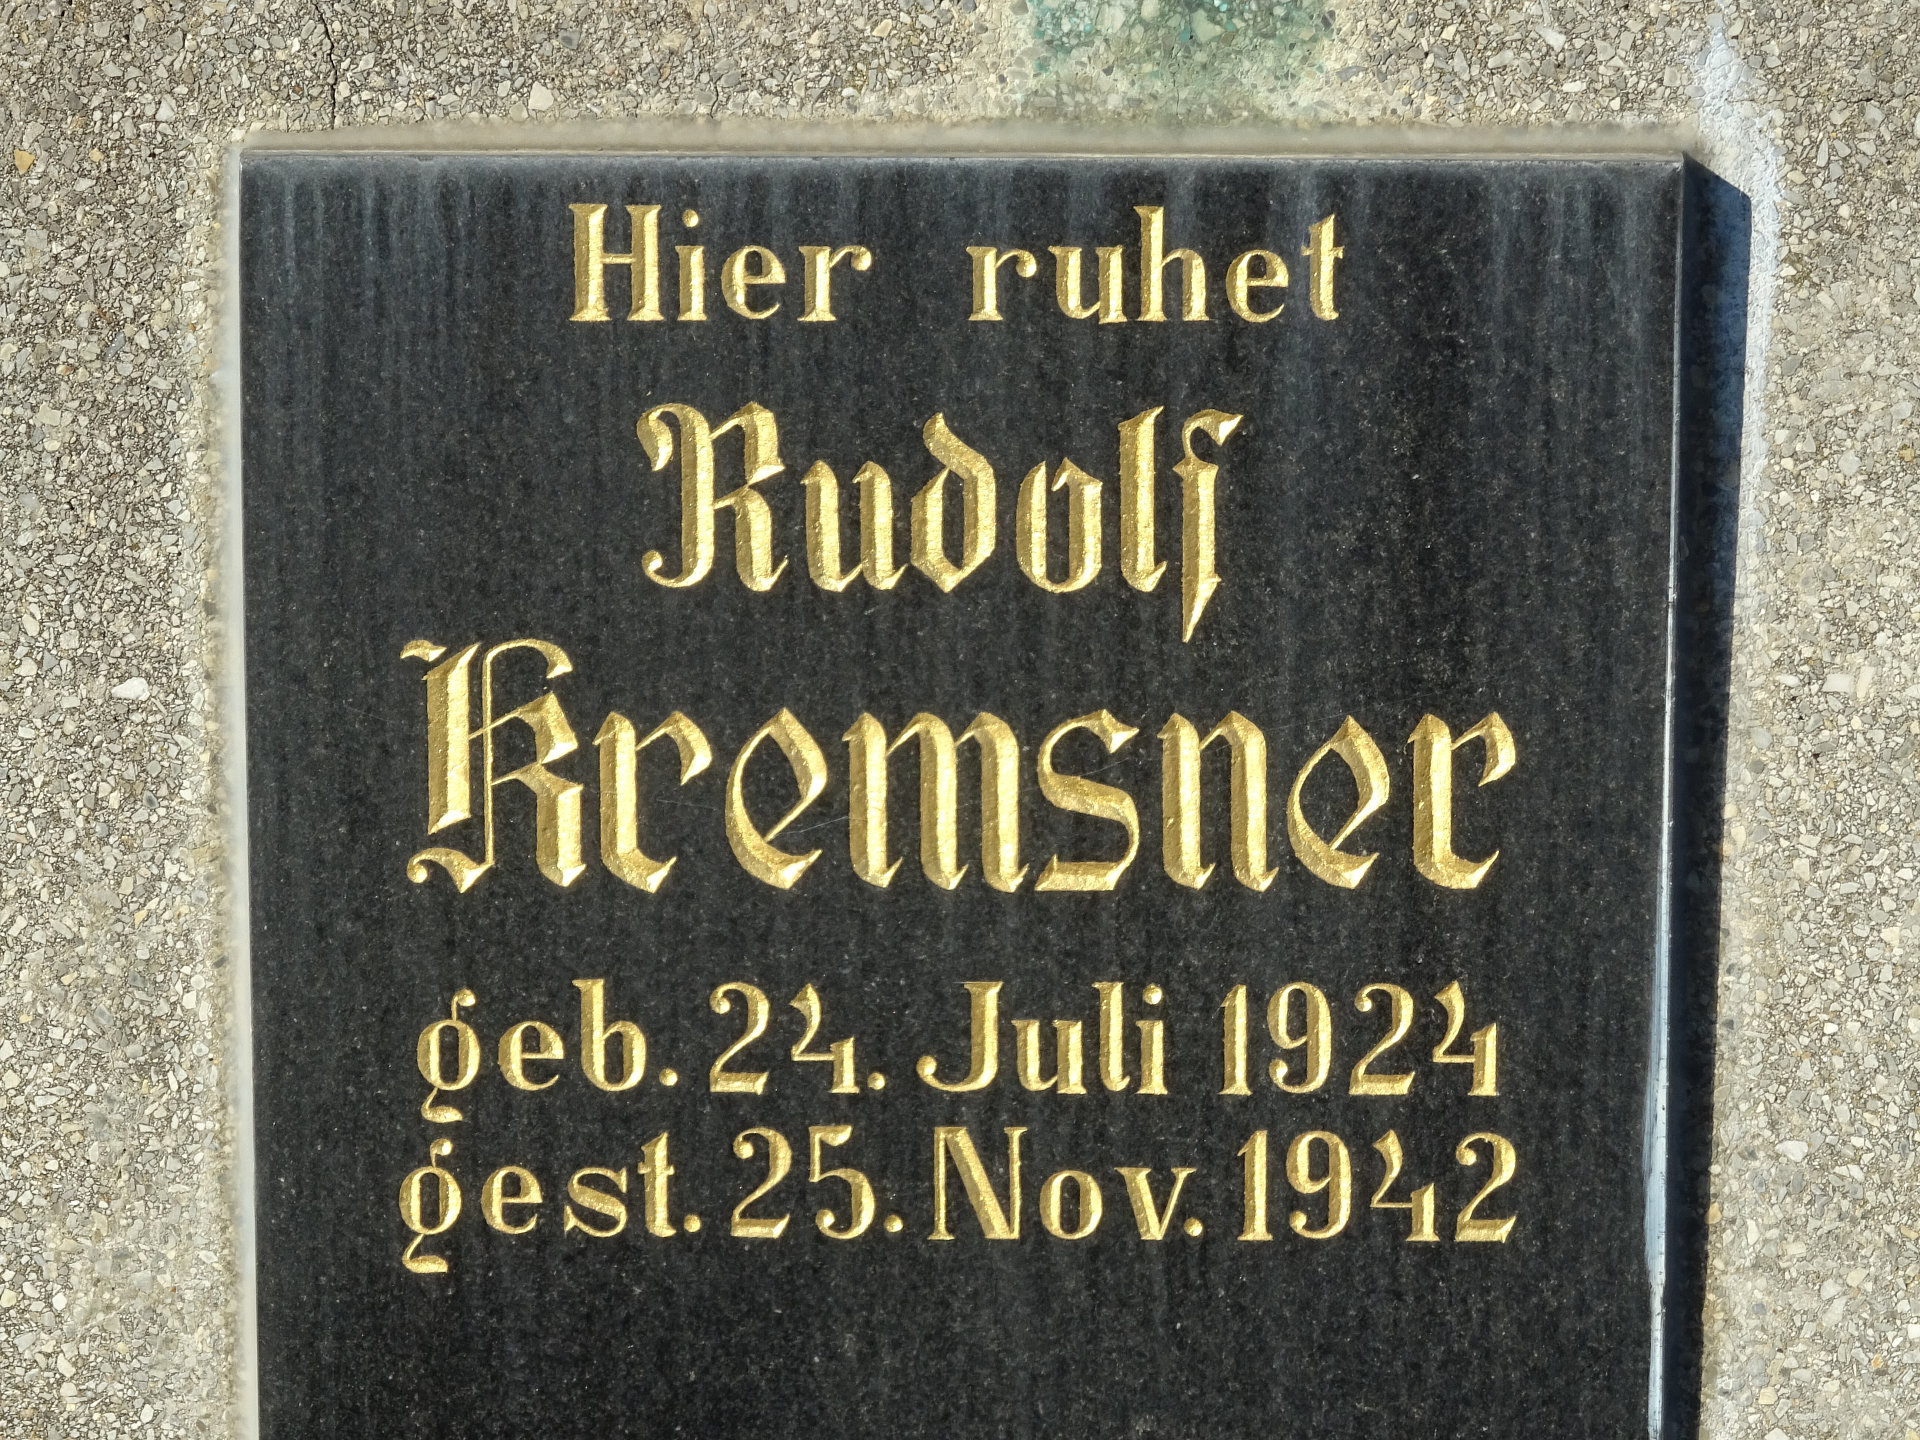 Hier ruhet
Rudolf
Kremsner
geb. 24. Juli 1924
gest. 25. Nov. 1942